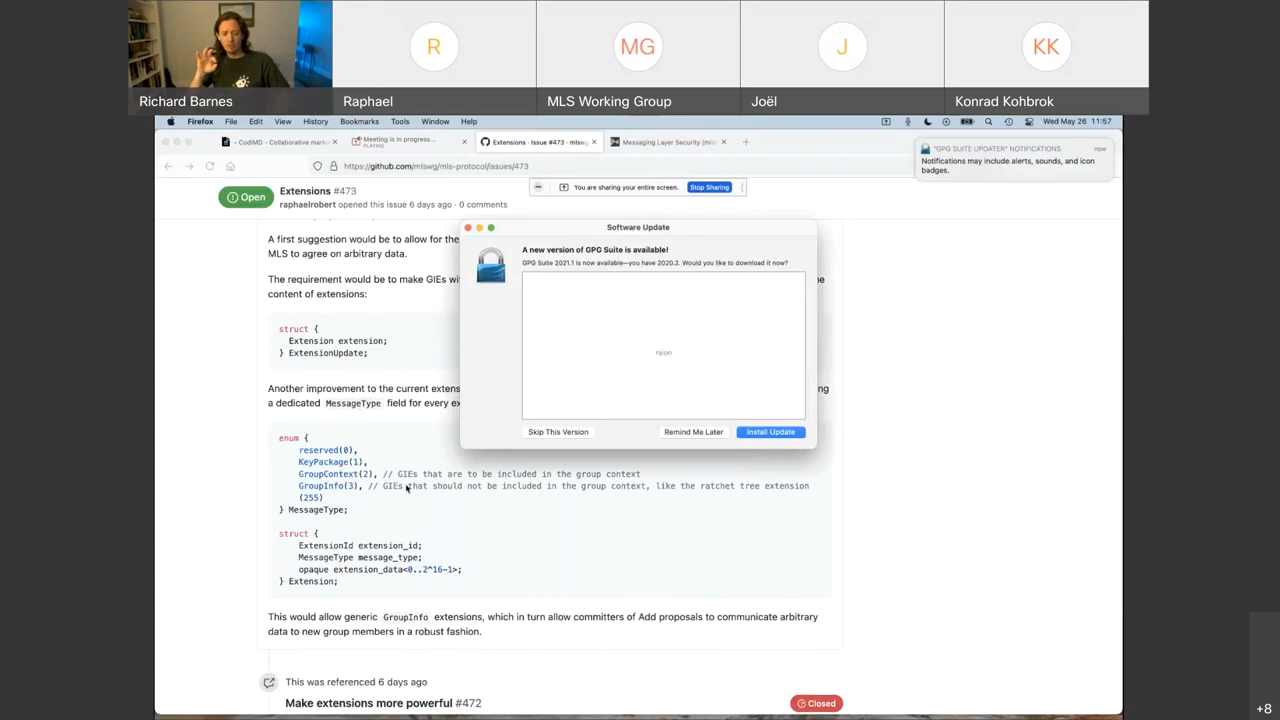 R
MG
J
KK
Richard Barnes
Raphael
MLS Working Group
Joël
Konrad Kohbrok
Firefox File Edit View History Bookmarks Tools Window Help
Wed May 26 11:57
CodiMD - Collaborative mark
Meeting is in progress...
PLAYING
Extensions · Issue #473 · mlswg
Messaging Layer Security (mls)
"GPG SUITE UPDATER" NOTIFICATIONS
now
Notifications may include alerts, sounds, and icon
badges.
https://github.com/mlswg/mls-protocol/issues/473
You are sharing your entire screen.
Stop Sharing
Open
Extensions #473
raphaelrobert opened this issue 6 days ago · 0 comments
Software Update
A new version of GPG Suite is available!
GPG Suite 2021.1 is now available—you have 2020.2. Would you like to download it now?
rsion
Skip This Version
Remind Me Later
Install Update
A first suggestion would be to allow for the
MLS to agree on arbitrary data.
The requirement would be to make GIEs wi
the
content of extensions:
struct {
Extension extension;
} ExtensionUpdate;
Another improvement to the current extens
ing
a dedicated MessageType field for every ex
enum {
reserved(0),
KeyPackage(1),
GroupContext(2), // GIEs that are to be included in the group context
GroupInfo(3), // GIEs that should not be included in the group context, like the ratchet tree extension
(255)
} MessageType;
struct {
ExtensionId extension_id;
MessageType message_type;
opaque extension_data<0..2^16-1>;
} Extension;
This would allow generic GroupInfo extensions, which in turn allow committers of Add proposals to communicate arbitrary
data to new group members in a robust fashion.
This was referenced 6 days ago
Make extensions more powerful #472
Closed
+8